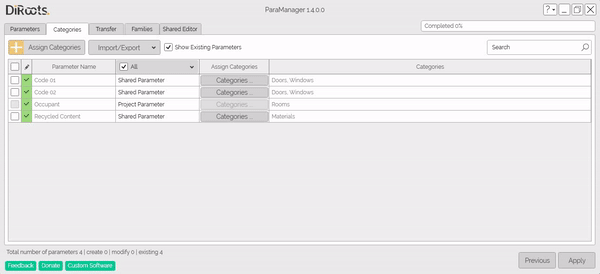 DiRoots
ParaManager 1.4.0.0
?
Parameters Categories Transfer Families Shared Editor
Completed 0%
Assign Categories Import/Export Show Existing Parameters Search
Parameter Name All Assign Categories Categories
Code 01 Shared Parameter Categories ... Doors, Windows
Code 02 Shared Parameter Categories ... Doors, Windows
Occupant Project Parameter Categories ... Rooms
Recycled Content Shared Parameter Categories ... Materials
Total number of parameters 4 | create 0 | modify 0 | existing 4
Feedback Donate Custom Software Previous Apply